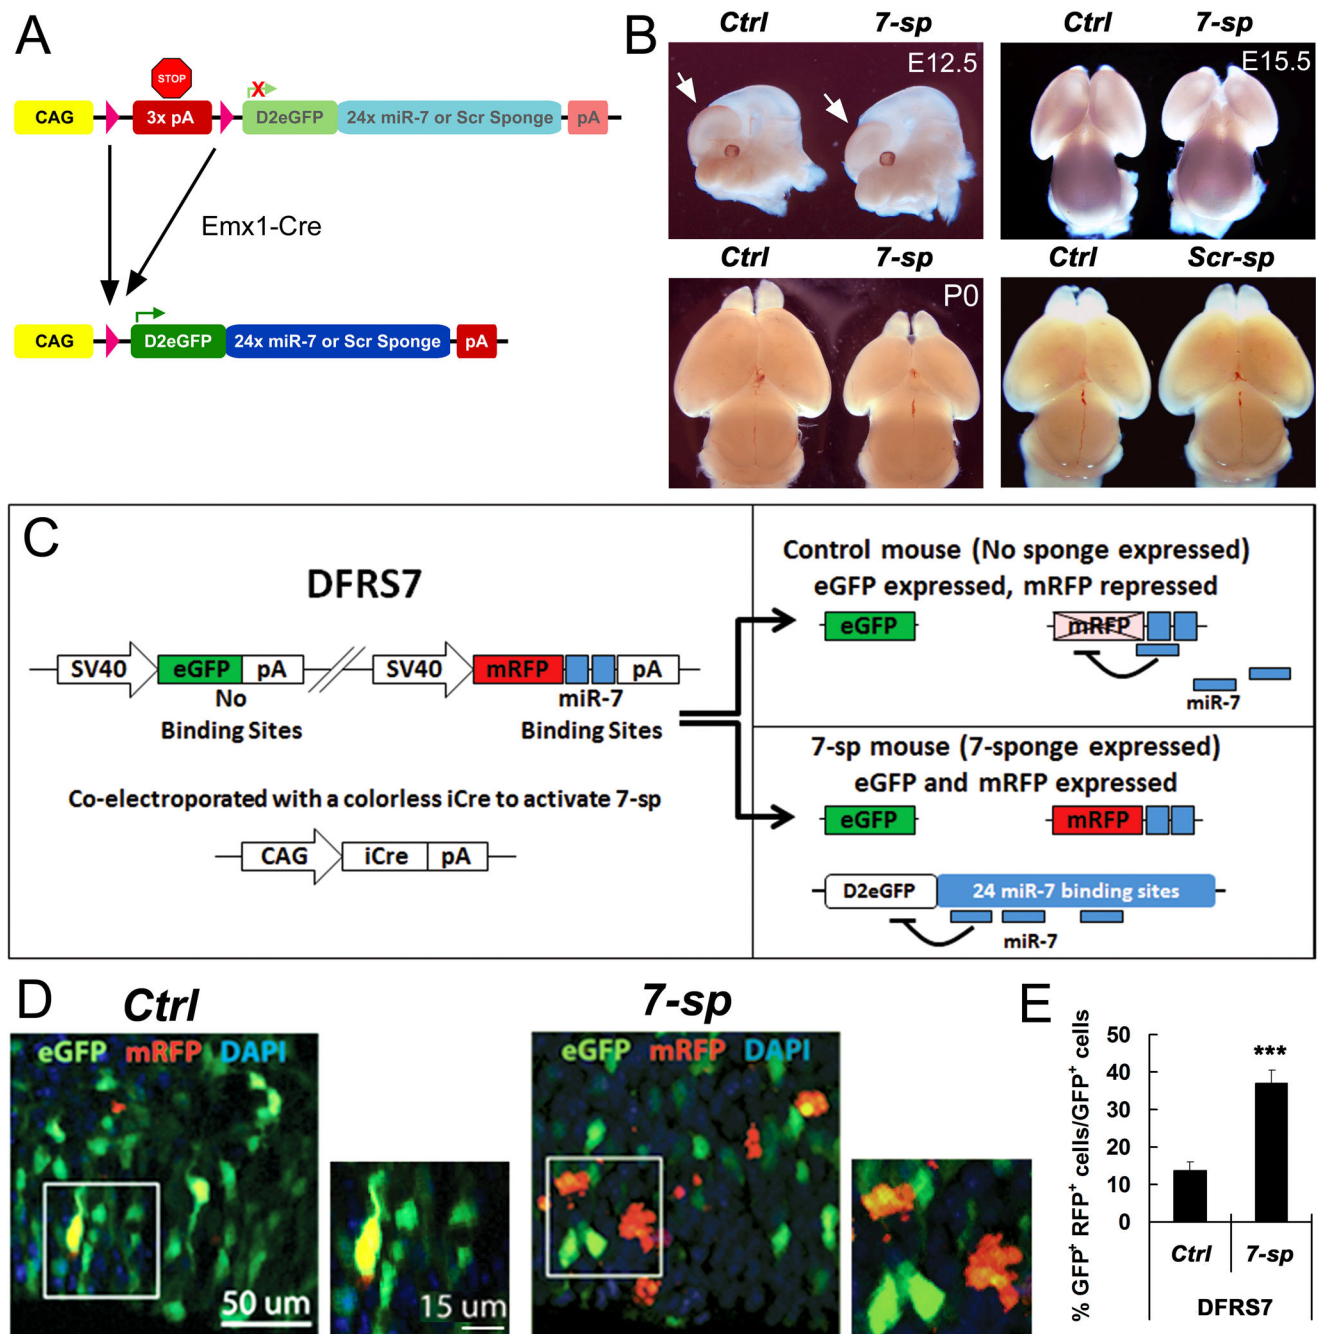 A
STOP
CAG
3x pA
X
D2eGFP
24x miR-7 or Scr Sponge
pA
Emx1-Cre
CAG
D2eGFP
24x miR-7 or Scr Sponge
pA
B
Ctrl
7-sp
Ctrl
7-sp
E12.5
E15.5
Ctrl
7-sp
Ctrl
Scr-sp
P0
C
DFRS7
SV40
eGFP
pA
SV40
mRFP
pA
No
Binding Sites
miR-7
Binding Sites
Co-electroporated with a colorless iCre to activate 7-sp
CAG
iCre
pA
Control mouse (No sponge expressed)
eGFP expressed, mRFP repressed
eGFP
mRFP
miR-7
7-sp mouse (7-sponge expressed)
eGFP and mRFP expressed
eGFP
mRFP
D2eGFP
24 miR-7 binding sites
miR-7
D
Ctrl
eGFP mRFP DAPI
50 um
15 um
7-sp
eGFP mRFP DAPI
E
% GFP⁺ RFP⁺ cells/GFP⁺ cells
50
40
30
20
10
0
***
Ctrl
7-sp
DFRS7